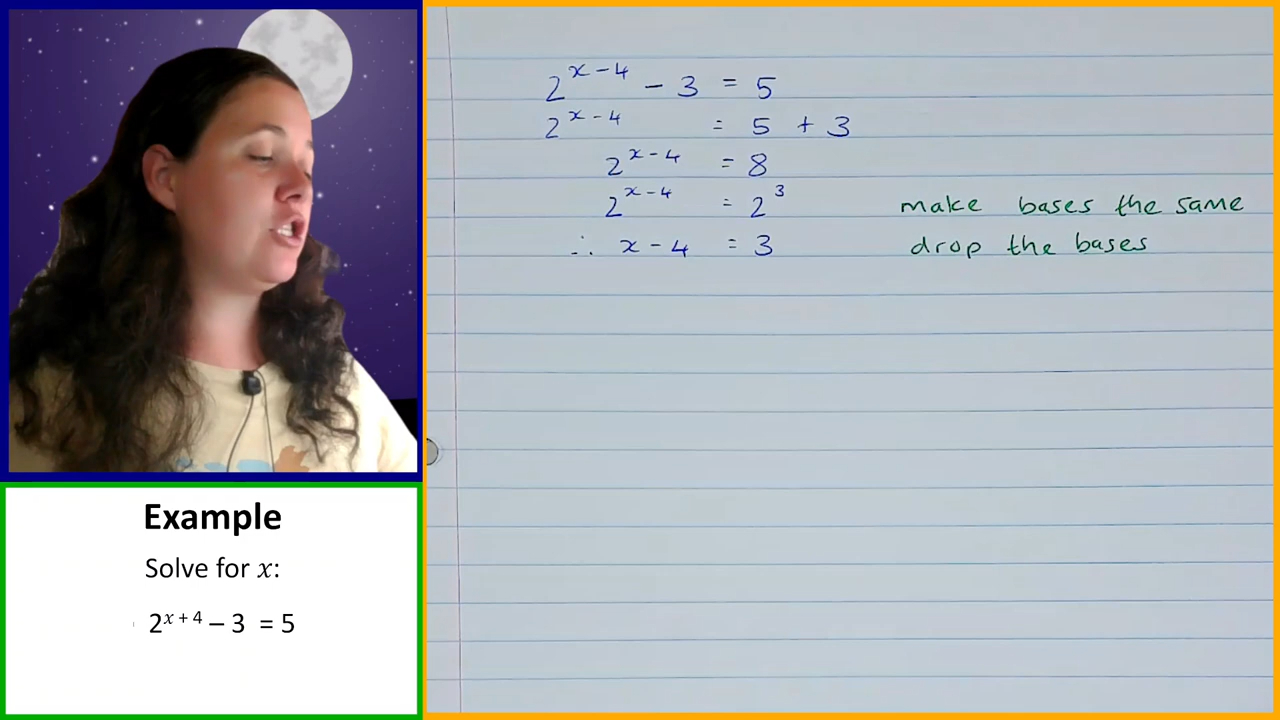 2^{x-4} - 3 = 5
2^{x-4} = 5 + 3
2^{x-4} = 8
2^{x-4} = 2^3 make bases the same
∴ x - 4 = 3 drop the bases
Example
Solve for x:
2^{x + 4} – 3 = 5